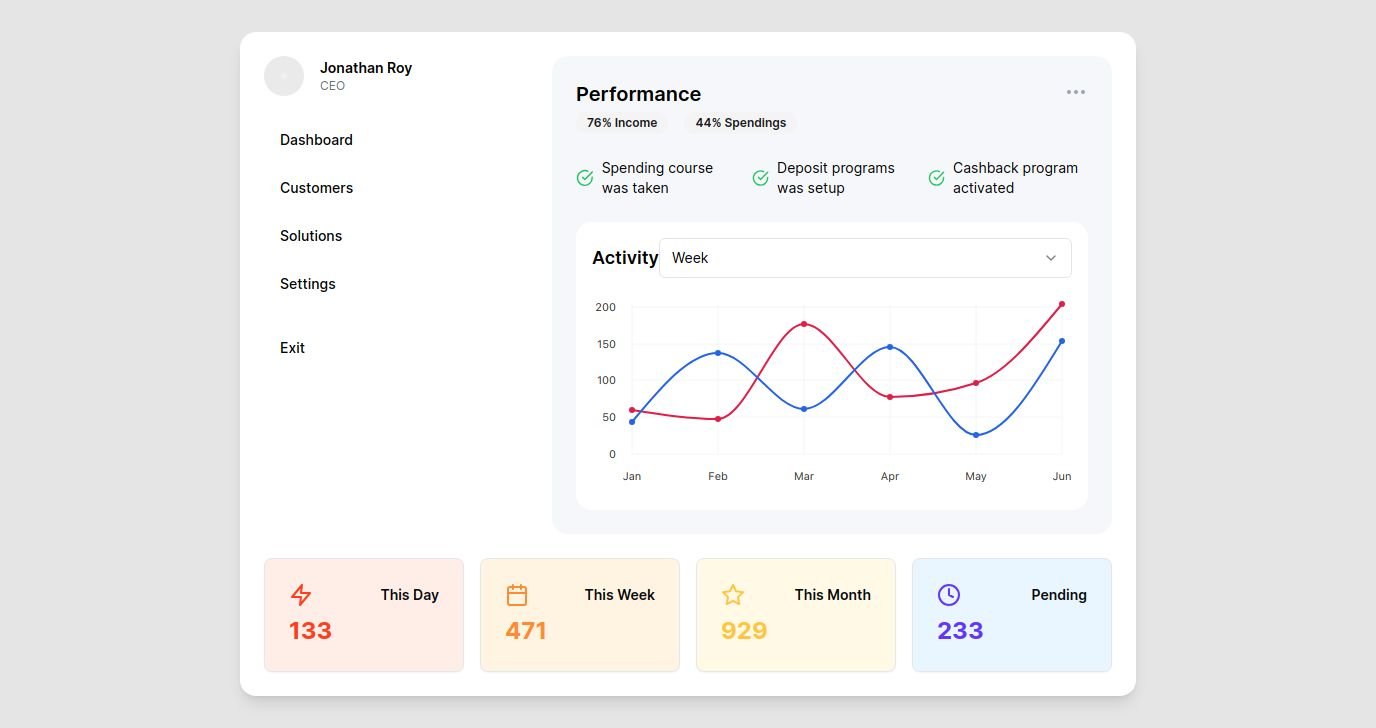 Jonathan Roy
CEO
Dashboard
Customers
Solutions
Settings
Exit
Performance
76% Income
44% Spendings
Spending course
was taken
Deposit programs
was setup
Cashback program
activated
Activity
Week
200
150
100
50
0
Jan
Feb
Mar
Apr
May
Jun
This Day
133
This Week
471
This Month
929
Pending
233